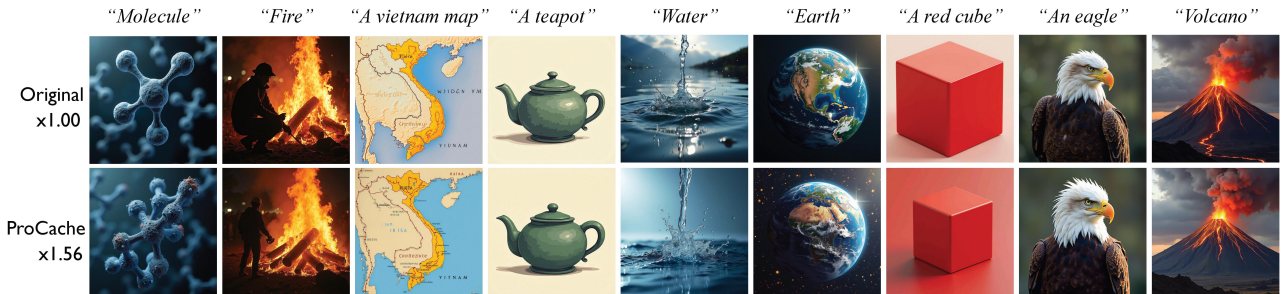 “Molecule” “Fire” “A vietnam map” “A teapot” “Water” “Earth” “A red cube” “An eagle” “Volcano”
Original
x1.00
ProCache
x1.56